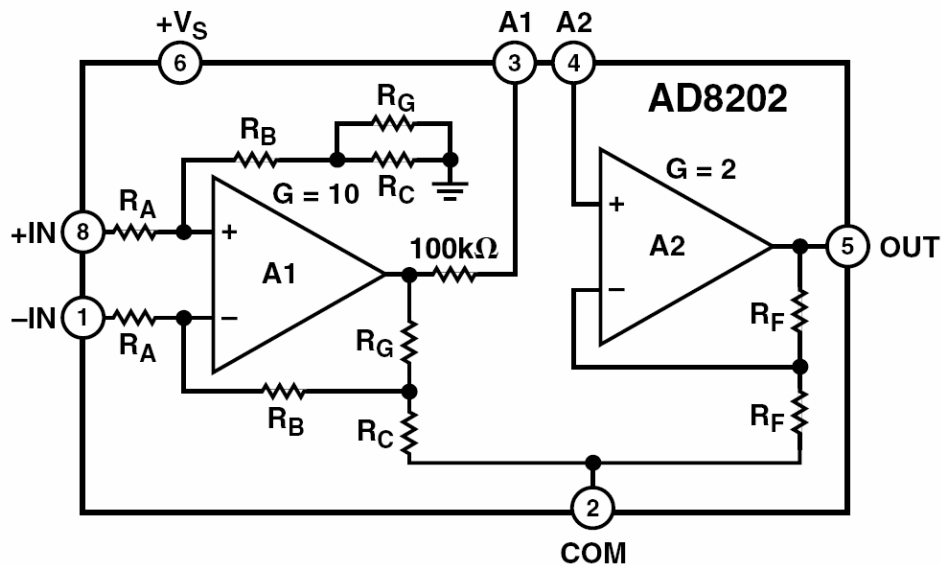 +VS
6
A1
3
A2
4
AD8202
RG
RB
RC
G = 10
G = 2
RA
+IN
8
+
A1
–
100kΩ
+
A2
–
5
OUT
–IN
1
RA
RG
RF
RB
RC
RF
2
COM